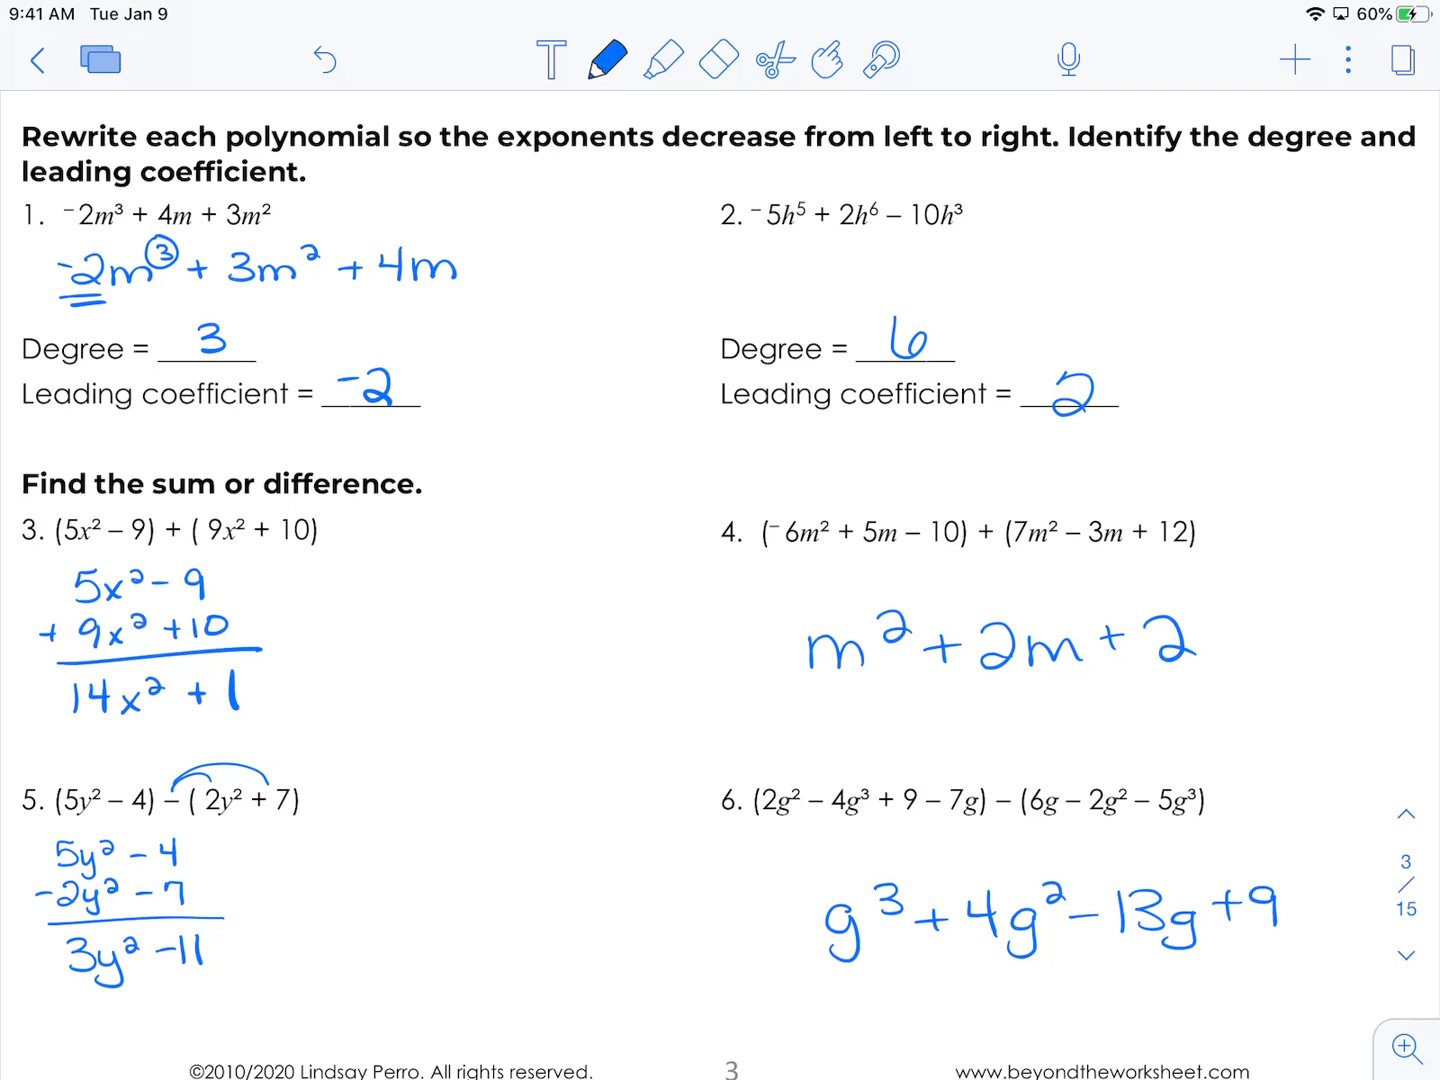 9:41 AM Tue Jan 9
60%
Rewrite each polynomial so the exponents decrease from left to right. Identify the degree and
leading coefficient.
1. ⁻2m³ + 4m + 3m²
-2m³ + 3m² + 4m
Degree = 3
Leading coefficient = -2
2. ⁻5h⁵ + 2h⁶ – 10h³
Degree = 6
Leading coefficient = 2
Find the sum or difference.
3. (5x² – 9) + ( 9x² + 10)
5x² - 9
+ 9x² + 10
14x² + 1
4. (⁻6m² + 5m – 10) + (7m² – 3m + 12)
m² + 2m + 2
5. (5y² – 4) – ( 2y² + 7)
5y² - 4
-2y² - 7
3y² - 11
6. (2g² – 4g³ + 9 – 7g) – (6g – 2g² – 5g³)
g³ + 4g² - 13g + 9
3
/
15
©2010/2020 Lindsay Perro. All rights reserved.
3
www.beyondtheworksheet.com